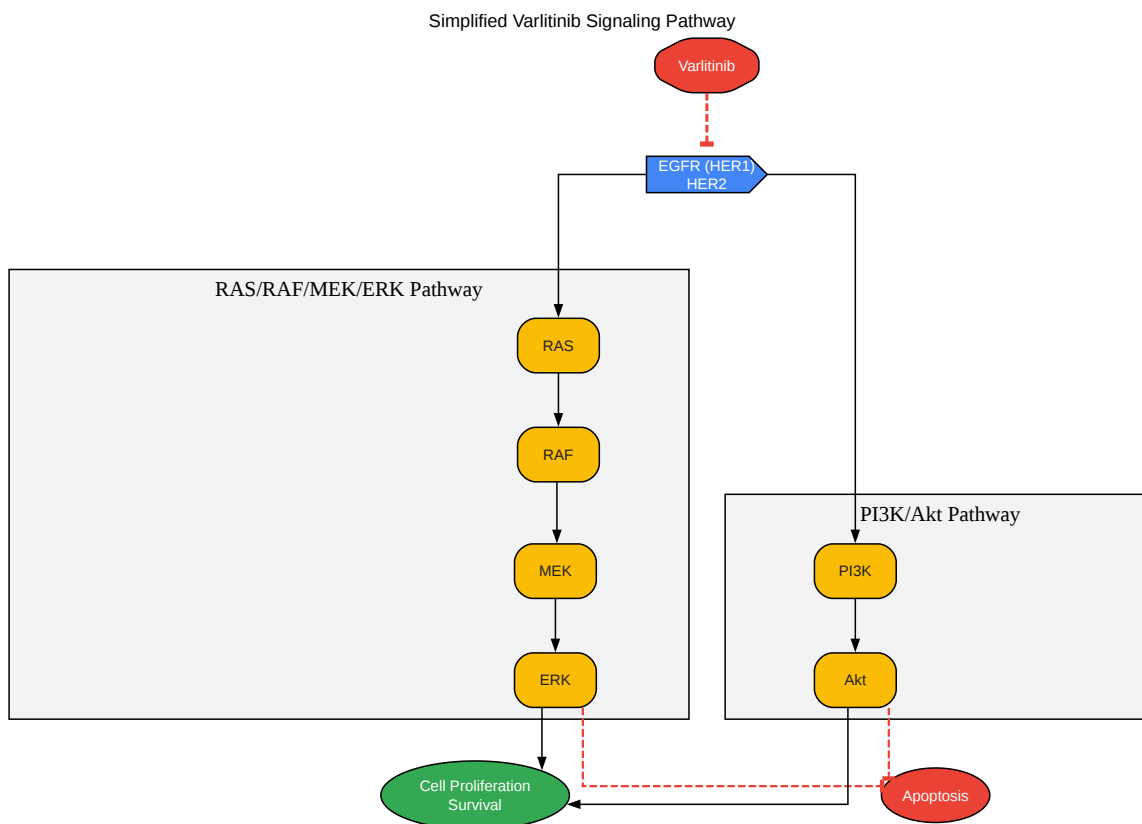 Simplified Varlitinib Signaling Pathway
Varlitinib
EGFR (HER1)
HER2
RAS/RAF/MEK/ERK Pathway
RAS
RAF
MEK
ERK
PI3K/Akt Pathway
PI3K
Akt
Cell Proliferation
Survival
Apoptosis